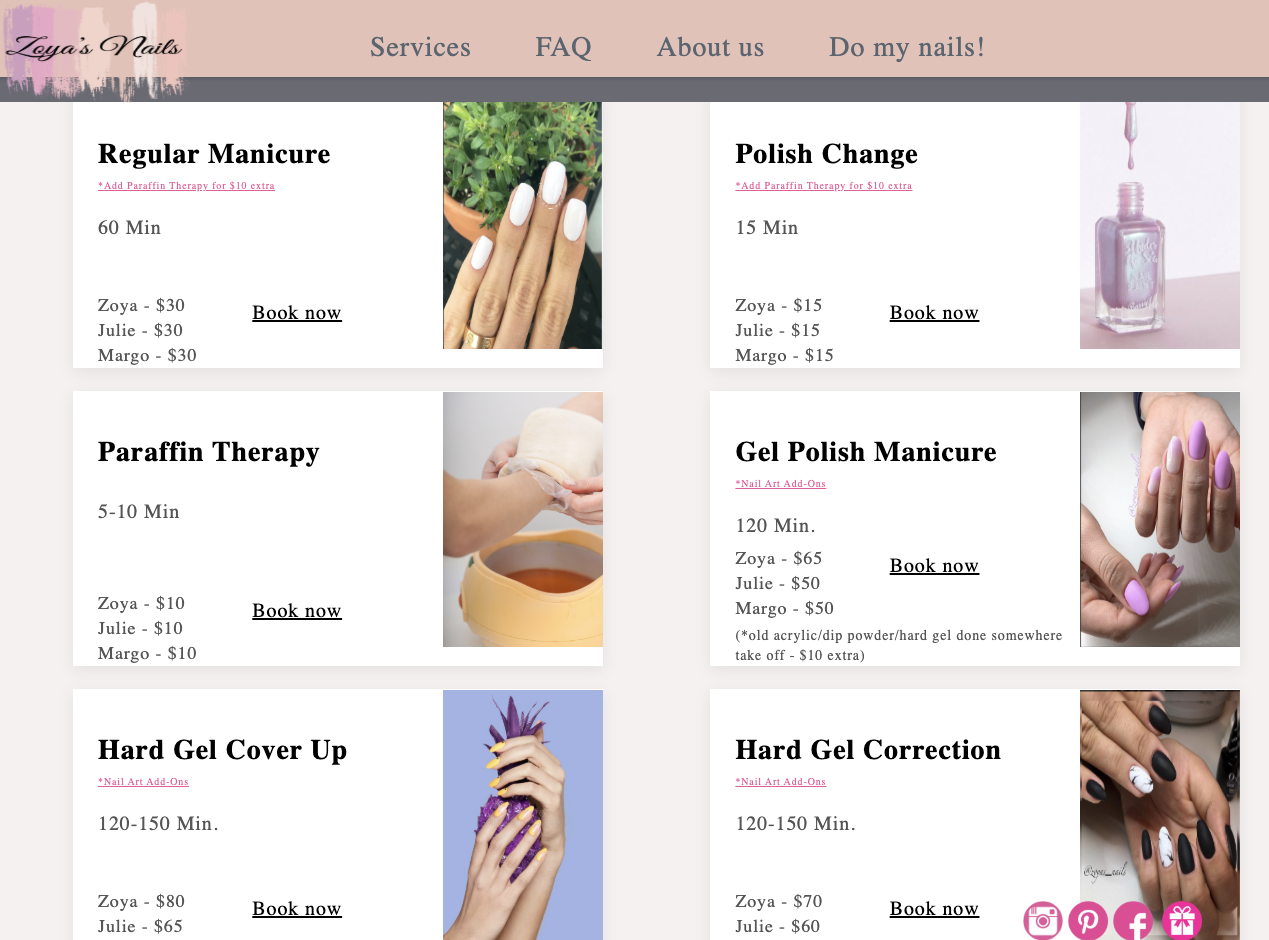 Zoya's Nails
Services
FAQ
About us
Do my nails!
Regular Manicure
*Add Paraffin Therapy for $10 extra
60 Min
Zoya - $30
Julie - $30
Margo - $30
Book now
Polish Change
*Add Paraffin Therapy for $10 extra
15 Min
Zoya - $15
Julie - $15
Margo - $15
Book now
Paraffin Therapy
5-10 Min
Zoya - $10
Julie - $10
Margo - $10
Book now
Gel Polish Manicure
*Nail Art Add-Ons
120 Min.
Zoya - $65
Julie - $50
Margo - $50
Book now
(*old acrylic/dip powder/hard gel done somewhere
take off - $10 extra)
Hard Gel Cover Up
*Nail Art Add-Ons
120-150 Min.
Zoya - $80
Julie - $65
Book now
Hard Gel Correction
*Nail Art Add-Ons
120-150 Min.
Zoya - $70
Julie - $60
Book now
@zoyas_nails